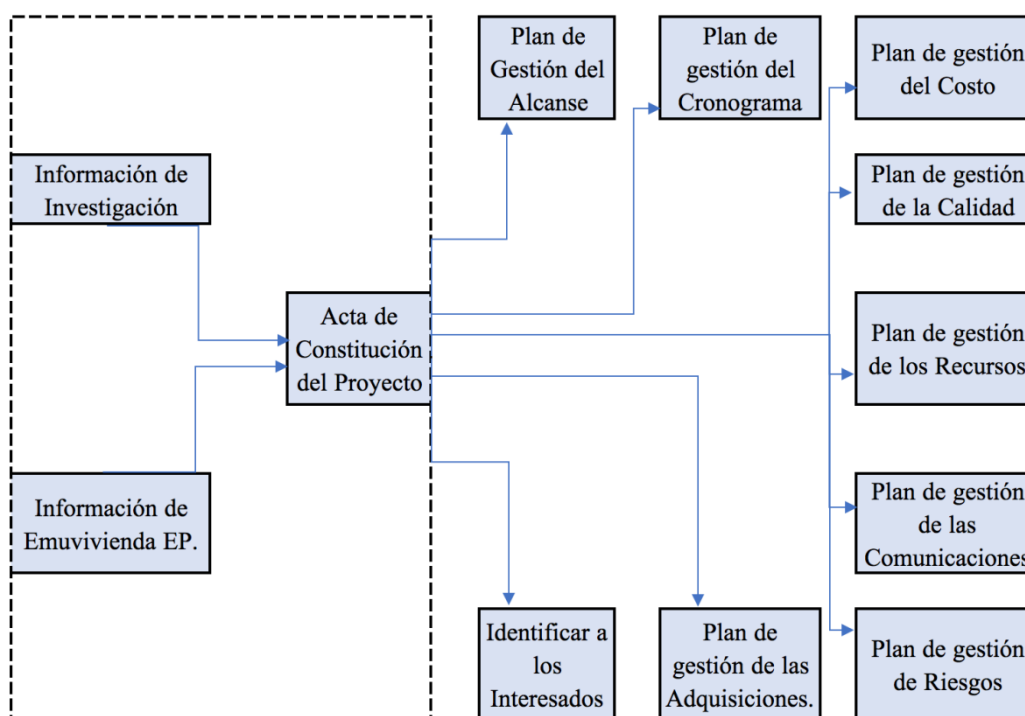 Plan de
Gestión del
Alcanse
Plan de
gestión del
Cronograma
Plan de gestión
del Costo
Información de
Investigación
Plan de gestión
de la Calidad
Acta de
Constitución
del Proyecto
Plan de gestión
de los Recursos
Información de
Emuvivienda EP.
Plan de gestión
de las
Comunicaciones
Identificar a
los
Interesados
Plan de
gestión de las
Adquisiciones.
Plan de gestión
de Riesgos